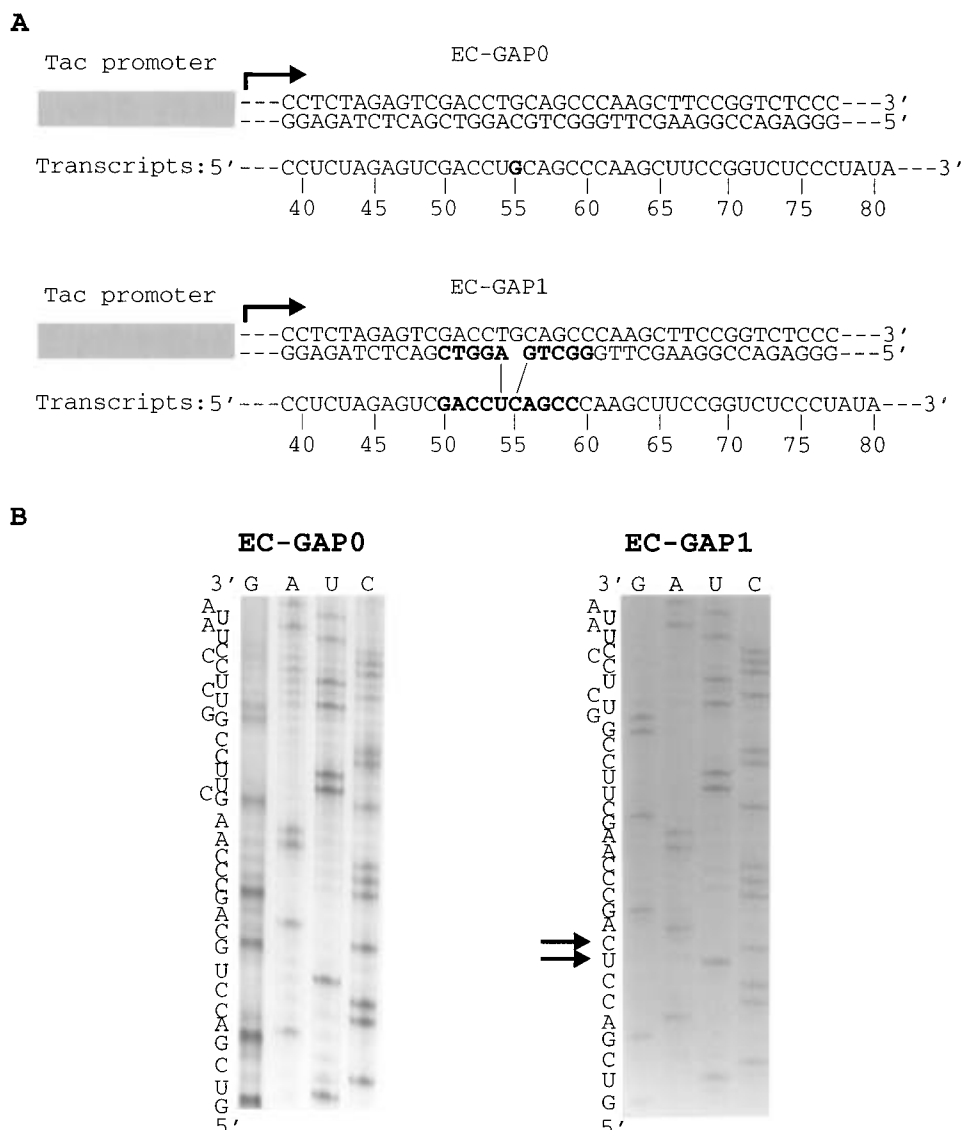 A
Tac promoter
EC-GAP0
---CCTCTAGAGTCGACCTGCAGCCCAAGCTTCCGGTCTCCC---3'
---GGAGATCTCAGCTGGACGTCGGGTTCGAAGGCCAGAGGG---5'
Transcripts:5' ---CCUCUAGAGUCGACCUGCAGCCCAAGCUUCCGGUCUCCCUAUA---3'
40 45 50 55 60 65 70 75 80
Tac promoter
EC-GAP1
---CCTCTAGAGTCGACCTGCAGCCCAAGCTTCCGGTCTCCC---3'
---GGAGATCTCAGCTGGA GTCGGGTTCGAAGGCCAGAGGG---5'
Transcripts:5' ---CCUCUAGAGUCGACCUCAGCCCAAGCUUCCGGUCUCCCUAUA---3'
40 45 50 55 60 65 70 75 80
B
EC-GAP0
3' G A U C
AUAUCCCUCUGGCCUUCGAACCCGACGUCCAGCUG
5'
EC-GAP1
3' G A U C
AUAUCCCUCUGGCCUUCGAACCCGACUCCAGCUG
5'